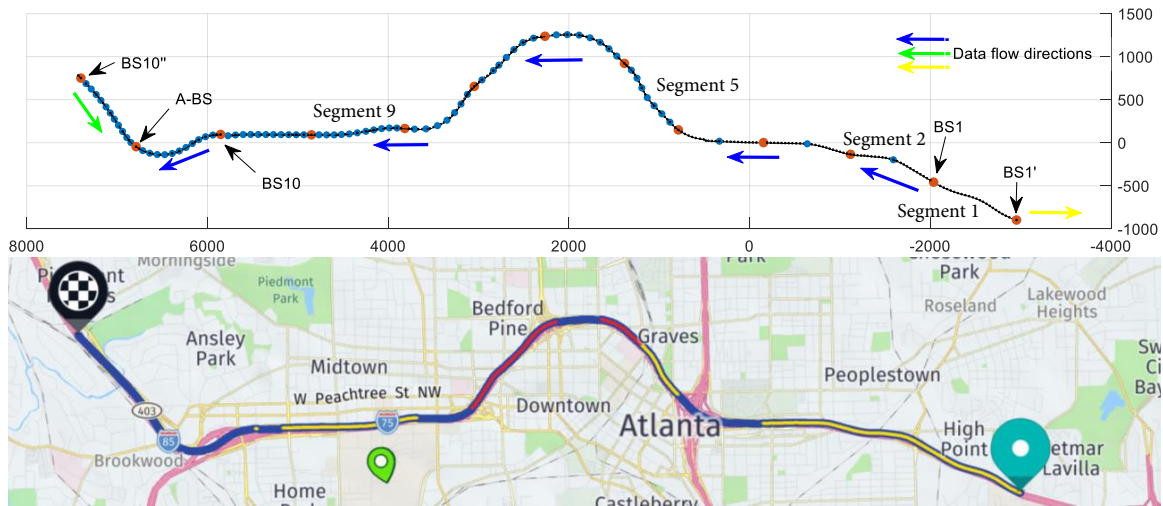 1500
BS10"
Data flow directions
1000
A-BS
Segment 9
Segment 5
500
Segment 2
BS1
0
BS10
BS1'
Segment 1
-500
-1000
8000 6000 4000 2000 0 -2000 -4000
Morningside
Park
Park
Piedmont
Park
Lakewood
Heights
Roseland
Bedford
Pine
Ansley
Park
Graves
Midtown
Peoplestown
W Peachtree St NW
403
75
Downtown
Atlanta
High
Point
85
Brookwood
Lavilla
Home
Castleberry